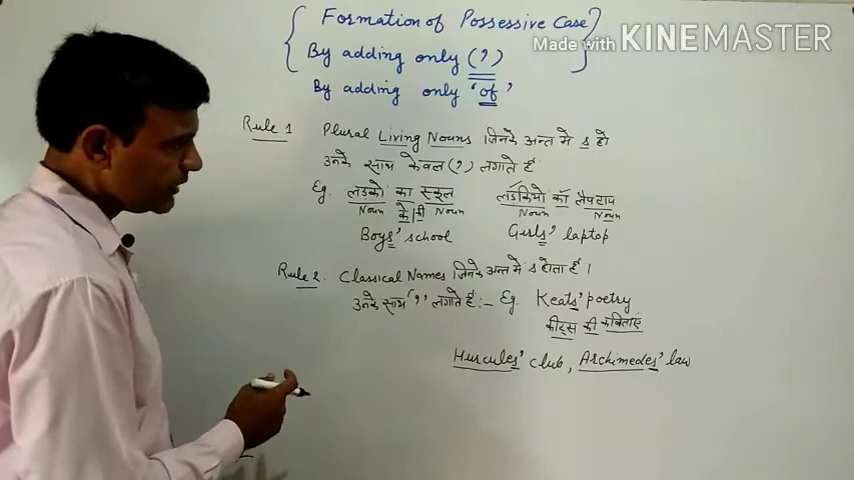 { Formation of Possessive Case }
Made with KINEMASTER
By adding only (')
By adding only 'of'
Rule 1 Plural Living Nouns जिनके अन्त मे s हो
उनके साथ केवल (') लगाते हैं
Eg. लड़को का स्कूल लडकियो का लैपटाप
Noun के/की Noun Noun Noun
Boys' school Girls' laptop
Rule 2. Classical Names जिनके अन्त मे s होता है।
उनके साथ ''' लगाते हैं :- Eg. Keats' poetry
कीट्स की कविताएं
Hurcules' club, Archimedes' law